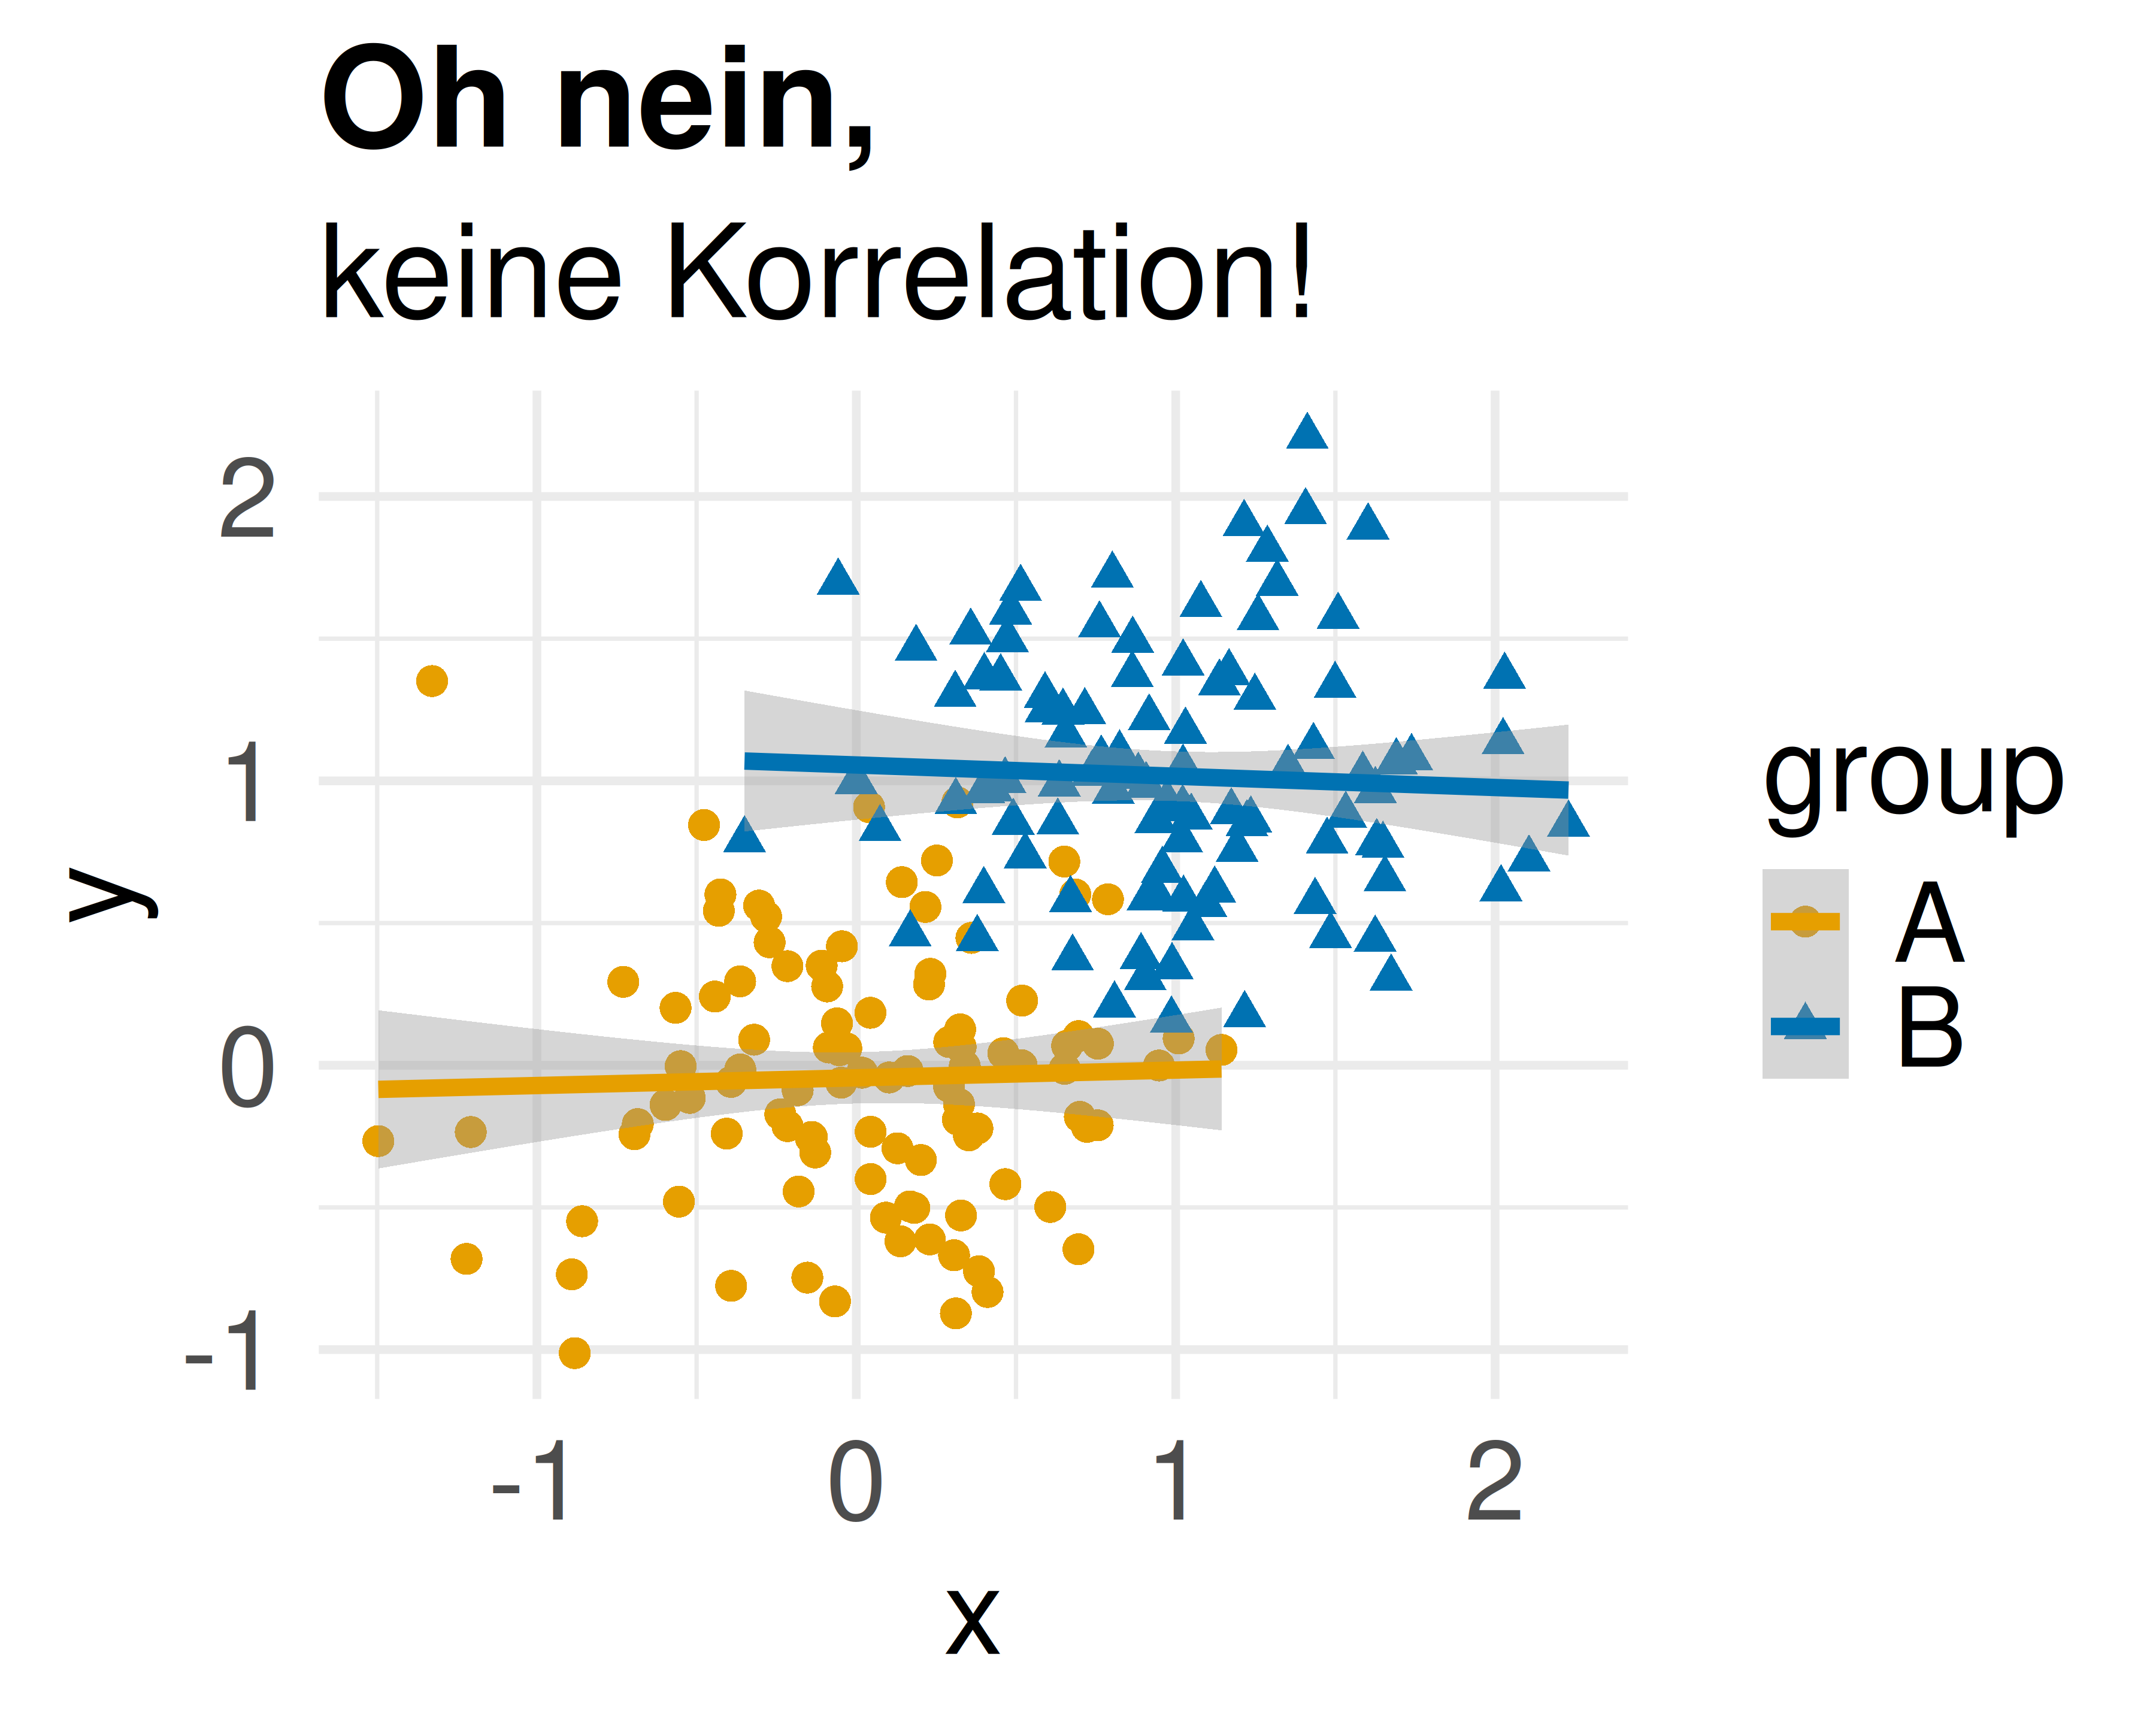 Oh nein,
keine Korrelation!
2
1
0
-1
y
-1 0 1 2
x
group
A
B